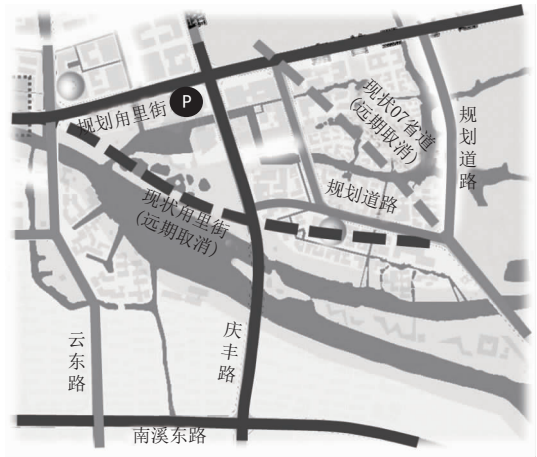 P
规划甪里街
现状07省道
(远期取消)
规划道路
规划道路
现状甪里街
(远期取消)
云东路
庆丰路
南溪东路